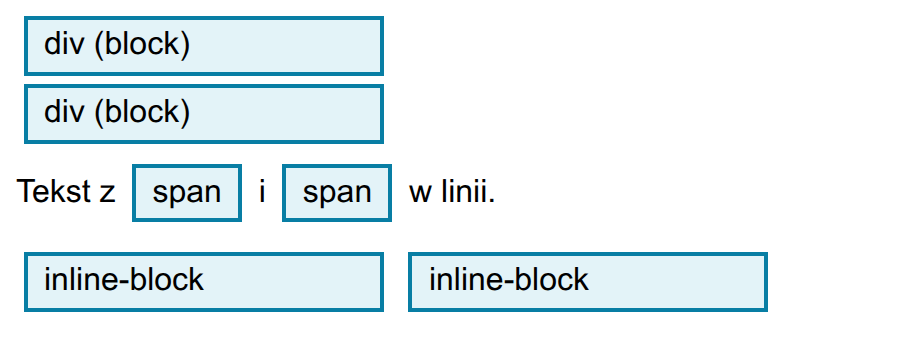 div (block)
div (block)
Tekst z span i span w linii.
inline-block inline-block